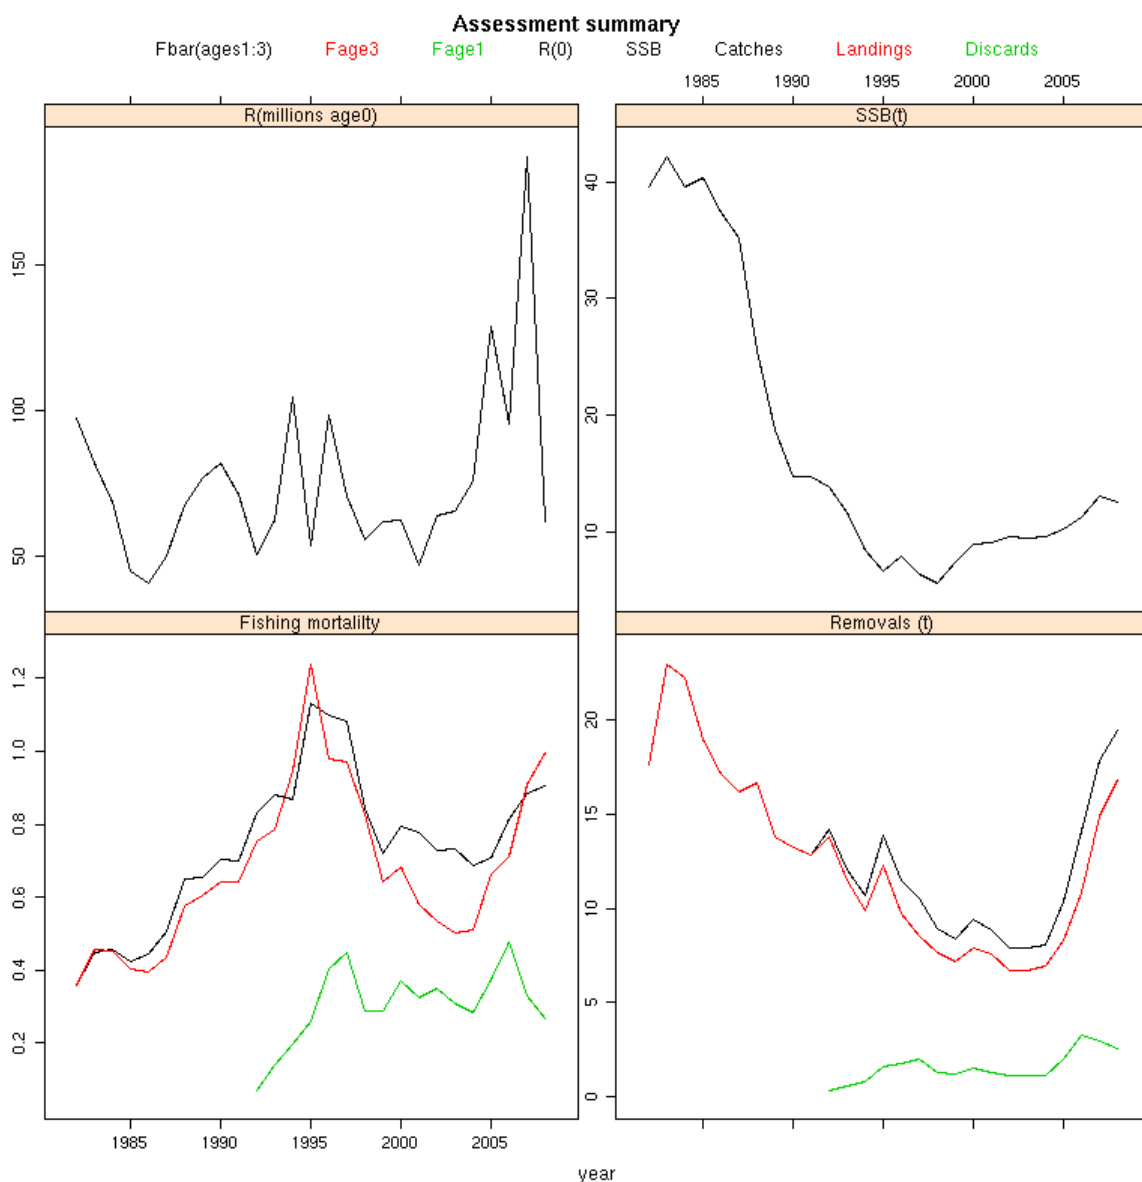 Assessment summary
Fbar(ages1:3) Fage3 Fage1 R(0) SSB Catches Landings Discards
1985 1990 1995 2000 2005
R(millions age0) SSB(t)
150
100
50
40
30
20
10
Fishing mortalilty Removals (t)
1.2
1.0
0.8
0.6
0.4
0.2
20
15
10
5
0
1985 1990 1995 2000 2005
year